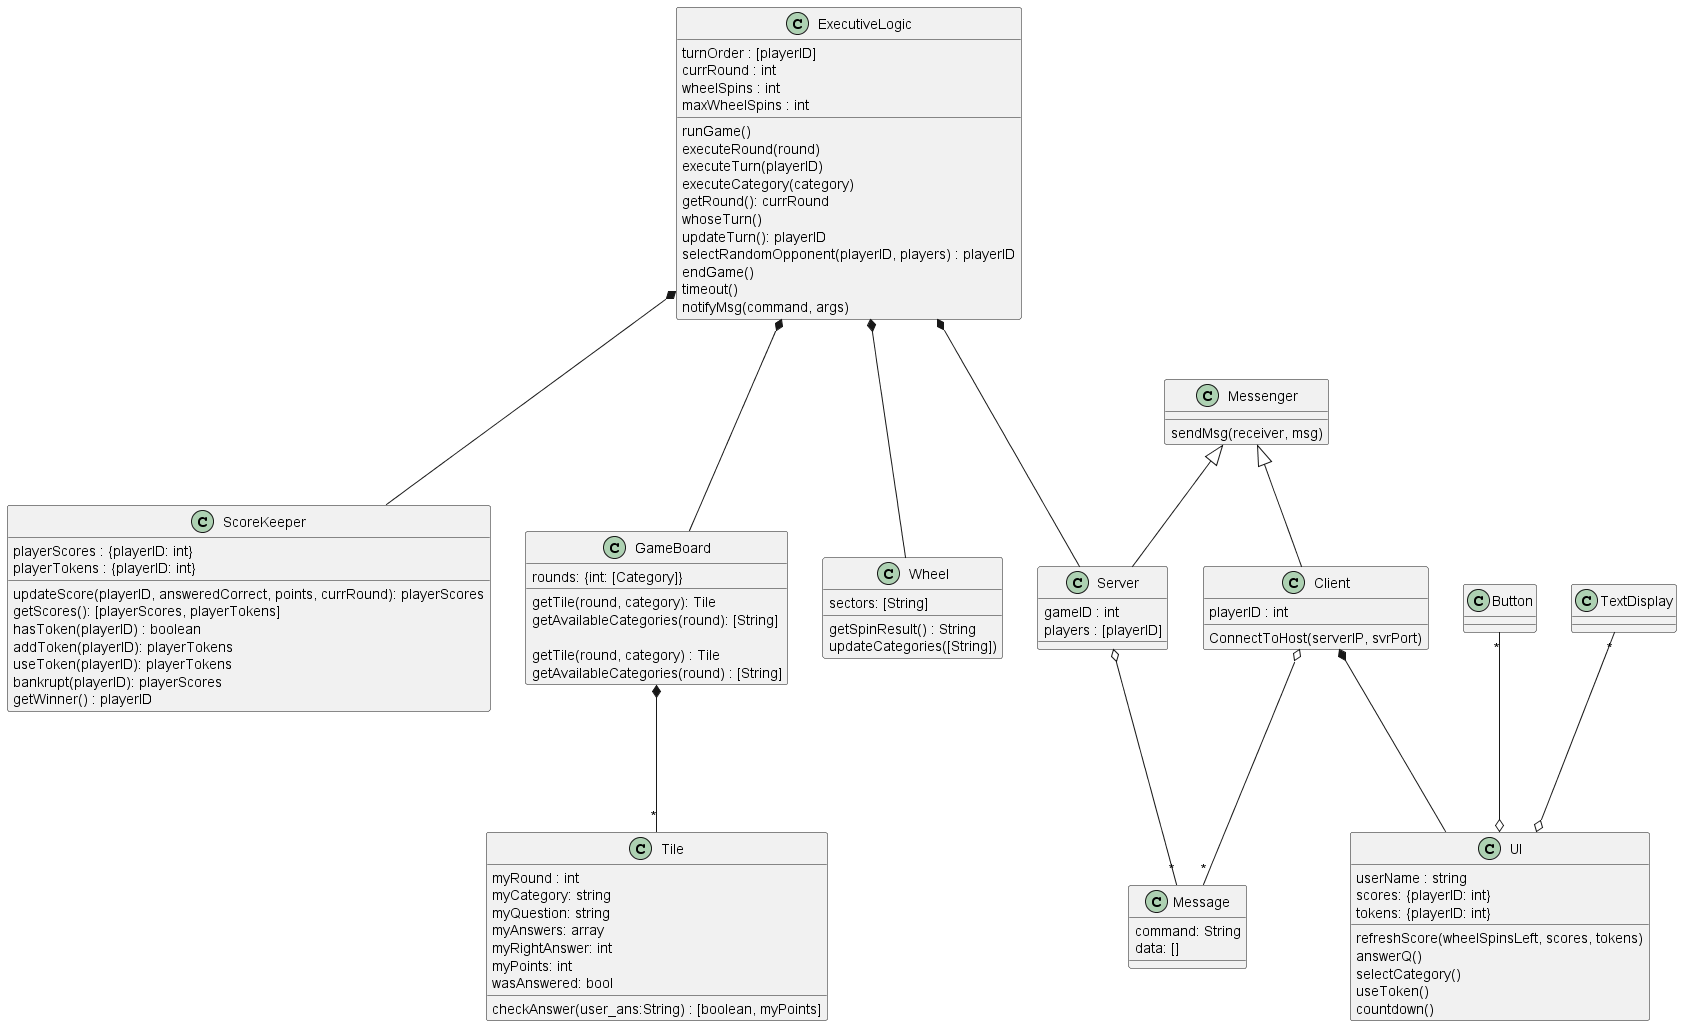 C ExecutiveLogic
turnOrder : [playerID]
currRound : int
wheelSpins : int
maxWheelSpins : int
runGame()
executeRound(round)
executeTurn(playerID)
executeCategory(category)
getRound(): currRound
whoseTurn()
updateTurn(): playerID
selectRandomOpponent(playerID, players) : playerID
endGame()
timeout()
notifyMsg(command, args)
C Messenger
sendMsg(receiver, msg)
C ScoreKeeper
playerScores : {playerID: int}
playerTokens : {playerID: int}
updateScore(playerID, answeredCorrect, points, currRound): playerScores
getScores(): [playerScores, playerTokens]
hasToken(playerID) : boolean
addToken(playerID): playerTokens
useToken(playerID): playerTokens
bankrupt(playerID): playerScores
getWinner() : playerID
C GameBoard
rounds: {int: [Category]}
getTile(round, category): Tile
getAvailableCategories(round): [String]
getTile(round, category) : Tile
getAvailableCategories(round) : [String]
C Wheel
sectors: [String]
getSpinResult() : String
updateCategories([String])
C Server
gameID : int
players : [playerID]
C Client
playerID : int
ConnectToHost(serverIP, svrPort)
C Button
C TextDisplay
*
*
*
*
*
C Tile
myRound : int
myCategory: string
myQuestion: string
myAnswers: array
myRightAnswer: int
myPoints: int
wasAnswered: bool
checkAnswer(user_ans:String) : [boolean, myPoints]
C Message
command: String
data: []
C UI
userName : string
scores: {playerID: int}
tokens: {playerID: int}
refreshScore(wheelSpinsLeft, scores, tokens)
answerQ()
selectCategory()
useToken()
countdown()